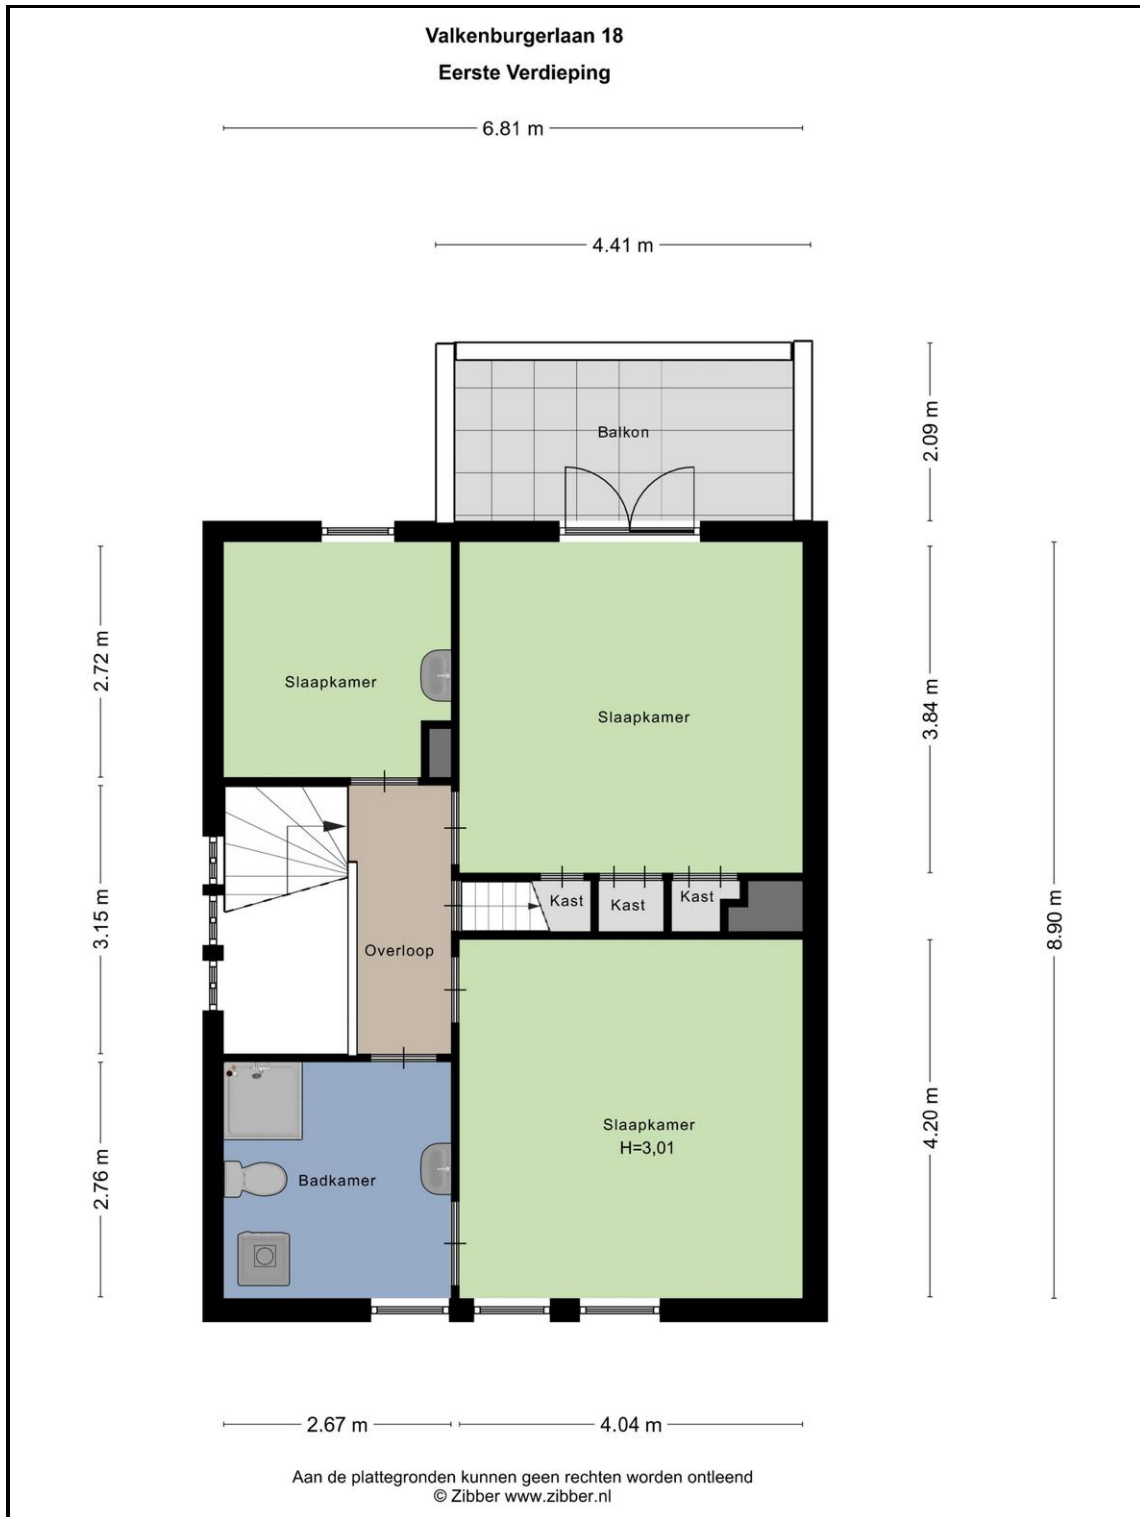 Valkenburgerlaan 18
Eerste Verdieping
6.81 m
4.41 m
2.09 m
Balkon
2.72 m
Slaapkamer
Slaapkamer
3.84 m
3.15 m
Kast
Kast
Kast
Overloop
8.90 m
4.20 m
Slaapkamer
H=3,01
2.76 m
Badkamer
2.67 m
4.04 m
Aan de plattegronden kunnen geen rechten worden ontleend
© Zibber www.zibber.nl